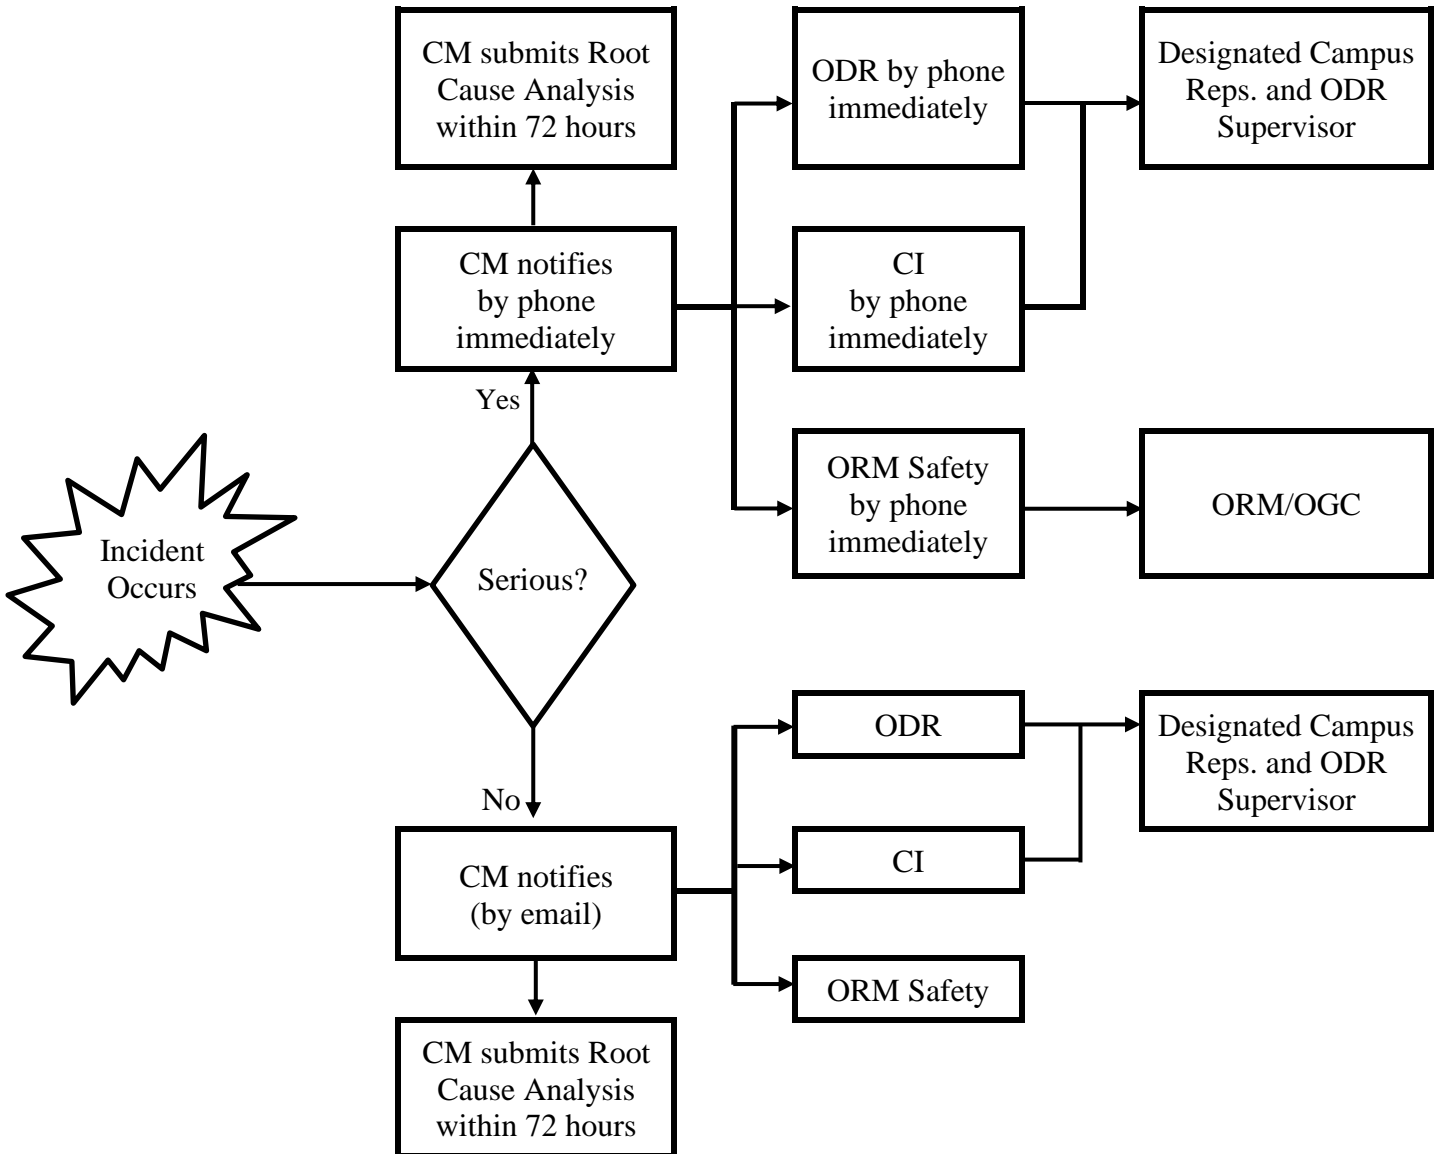 CM submits Root
Cause Analysis
within 72 hours
ODR by phone
immediately
Designated Campus
Reps. and ODR
Supervisor
CM notifies
by phone
immediately
CI
by phone
immediately
Yes
ORM Safety
by phone
immediately
ORM/OGC
Incident
Occurs
Serious?
No
ODR
Designated Campus
Reps. and ODR
Supervisor
CM notifies
(by email)
CI
ORM Safety
CM submits Root
Cause Analysis
within 72 hours